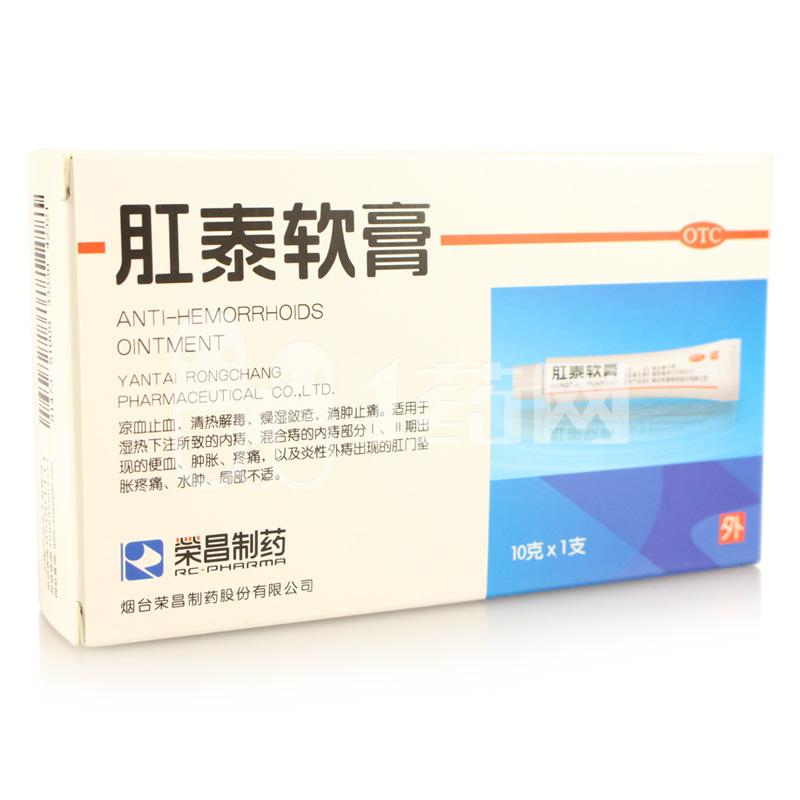 肛泰软膏
OTC
ANTI-HEMORRHOIDS
OINTMENT
YANTAI RONGCHANG
PHARMACEUTICAL CO.,LTD.
凉血止血，清热解毒，燥湿敛疮，消肿止痛。适用于
湿热下注所致的内痔、混合痔的内痔部分Ⅰ、Ⅱ期出
现的便血、肿胀、疼痛，以及炎性外痔出现的肛门坠
胀疼痛、水肿、局部不适。
肛泰软膏
1药网
荣昌制药
RC-PHARMA
烟台荣昌制药股份有限公司
10克 x 1支
外